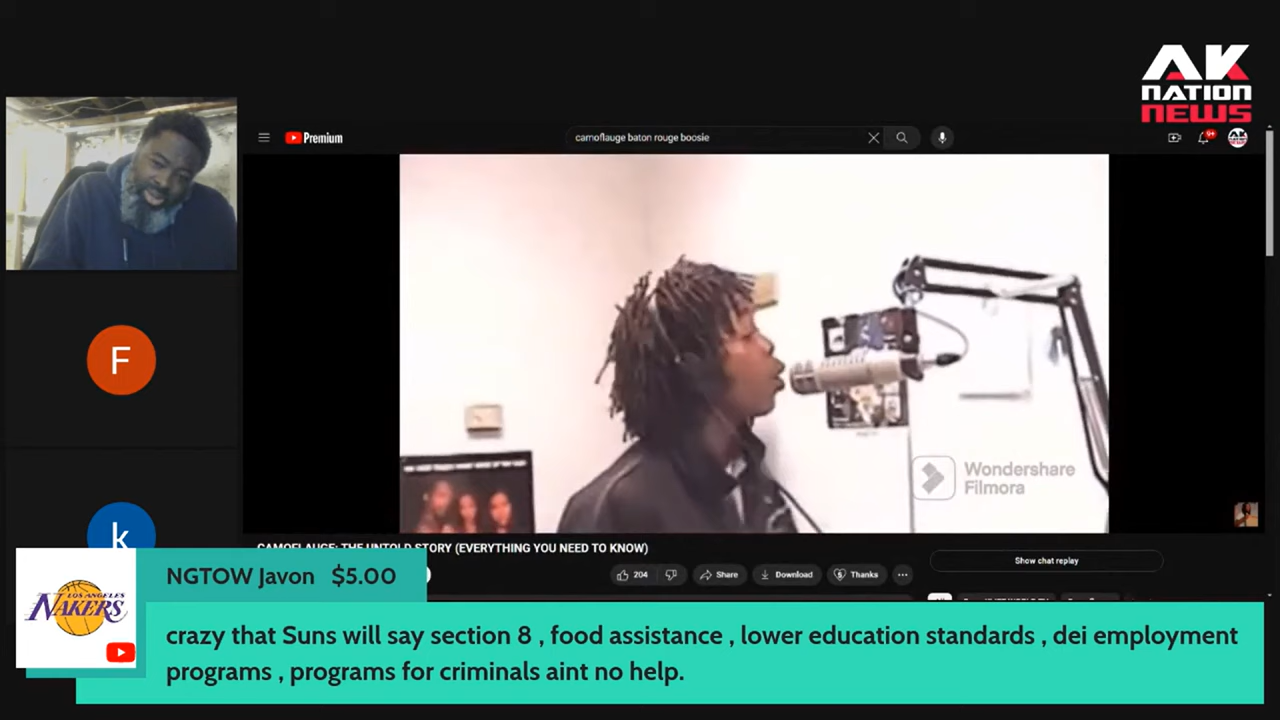 AK
NATION
NEWS
Premium
camoflauge baton rouge boosie
9+
Wondershare
Filmora
F
k
CAMOFLAUGE: THE UNTOLD STORY (EVERYTHING YOU NEED TO KNOW)
204
Share
Download
Thanks
Show chat replay
LOS ANGELES
NAKERS
NGTOW Javon $5.00
crazy that Suns will say section 8 , food assistance , lower education standards , dei employment
programs , programs for criminals aint no help.